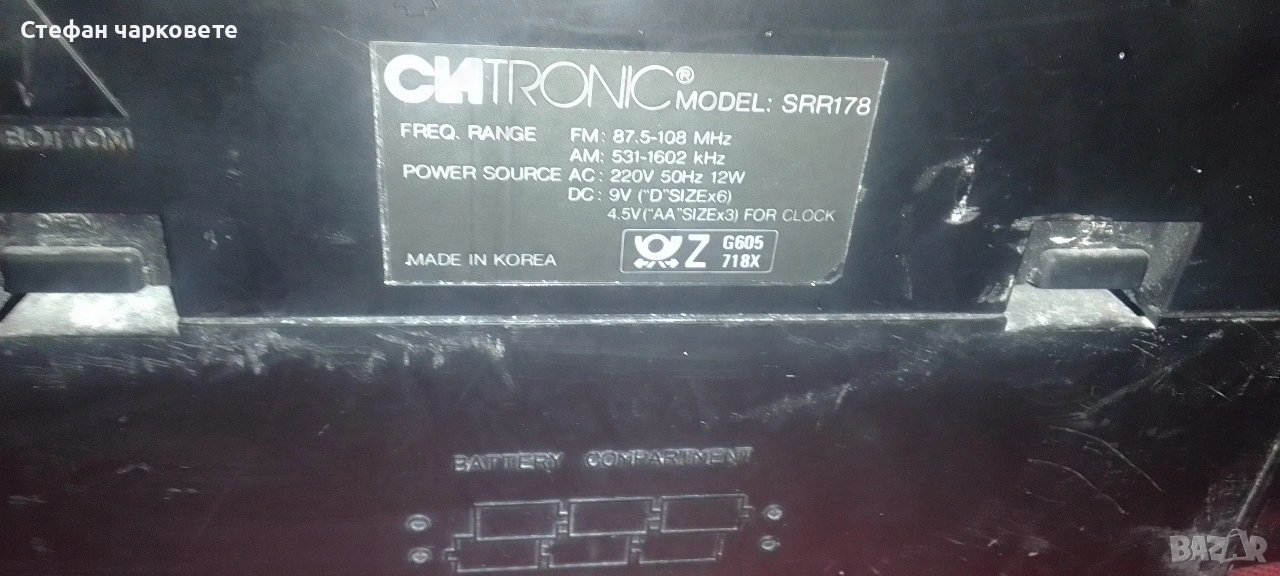 Стефан чарковете
CLATRONIC® MODEL: SRR178
FREQ. RANGE FM: 87.5-108 MHz
AM: 531-1602 kHz
POWER SOURCE AC: 220V 50Hz 12W
DC: 9V ("D"SIZEx6)
4.5V("AA"SIZEx3) FOR CLOCK
MADE IN KOREA
Z G605
718X
BOTTOM
OPEN
BATTERY COMPARTMENT
BAZAR